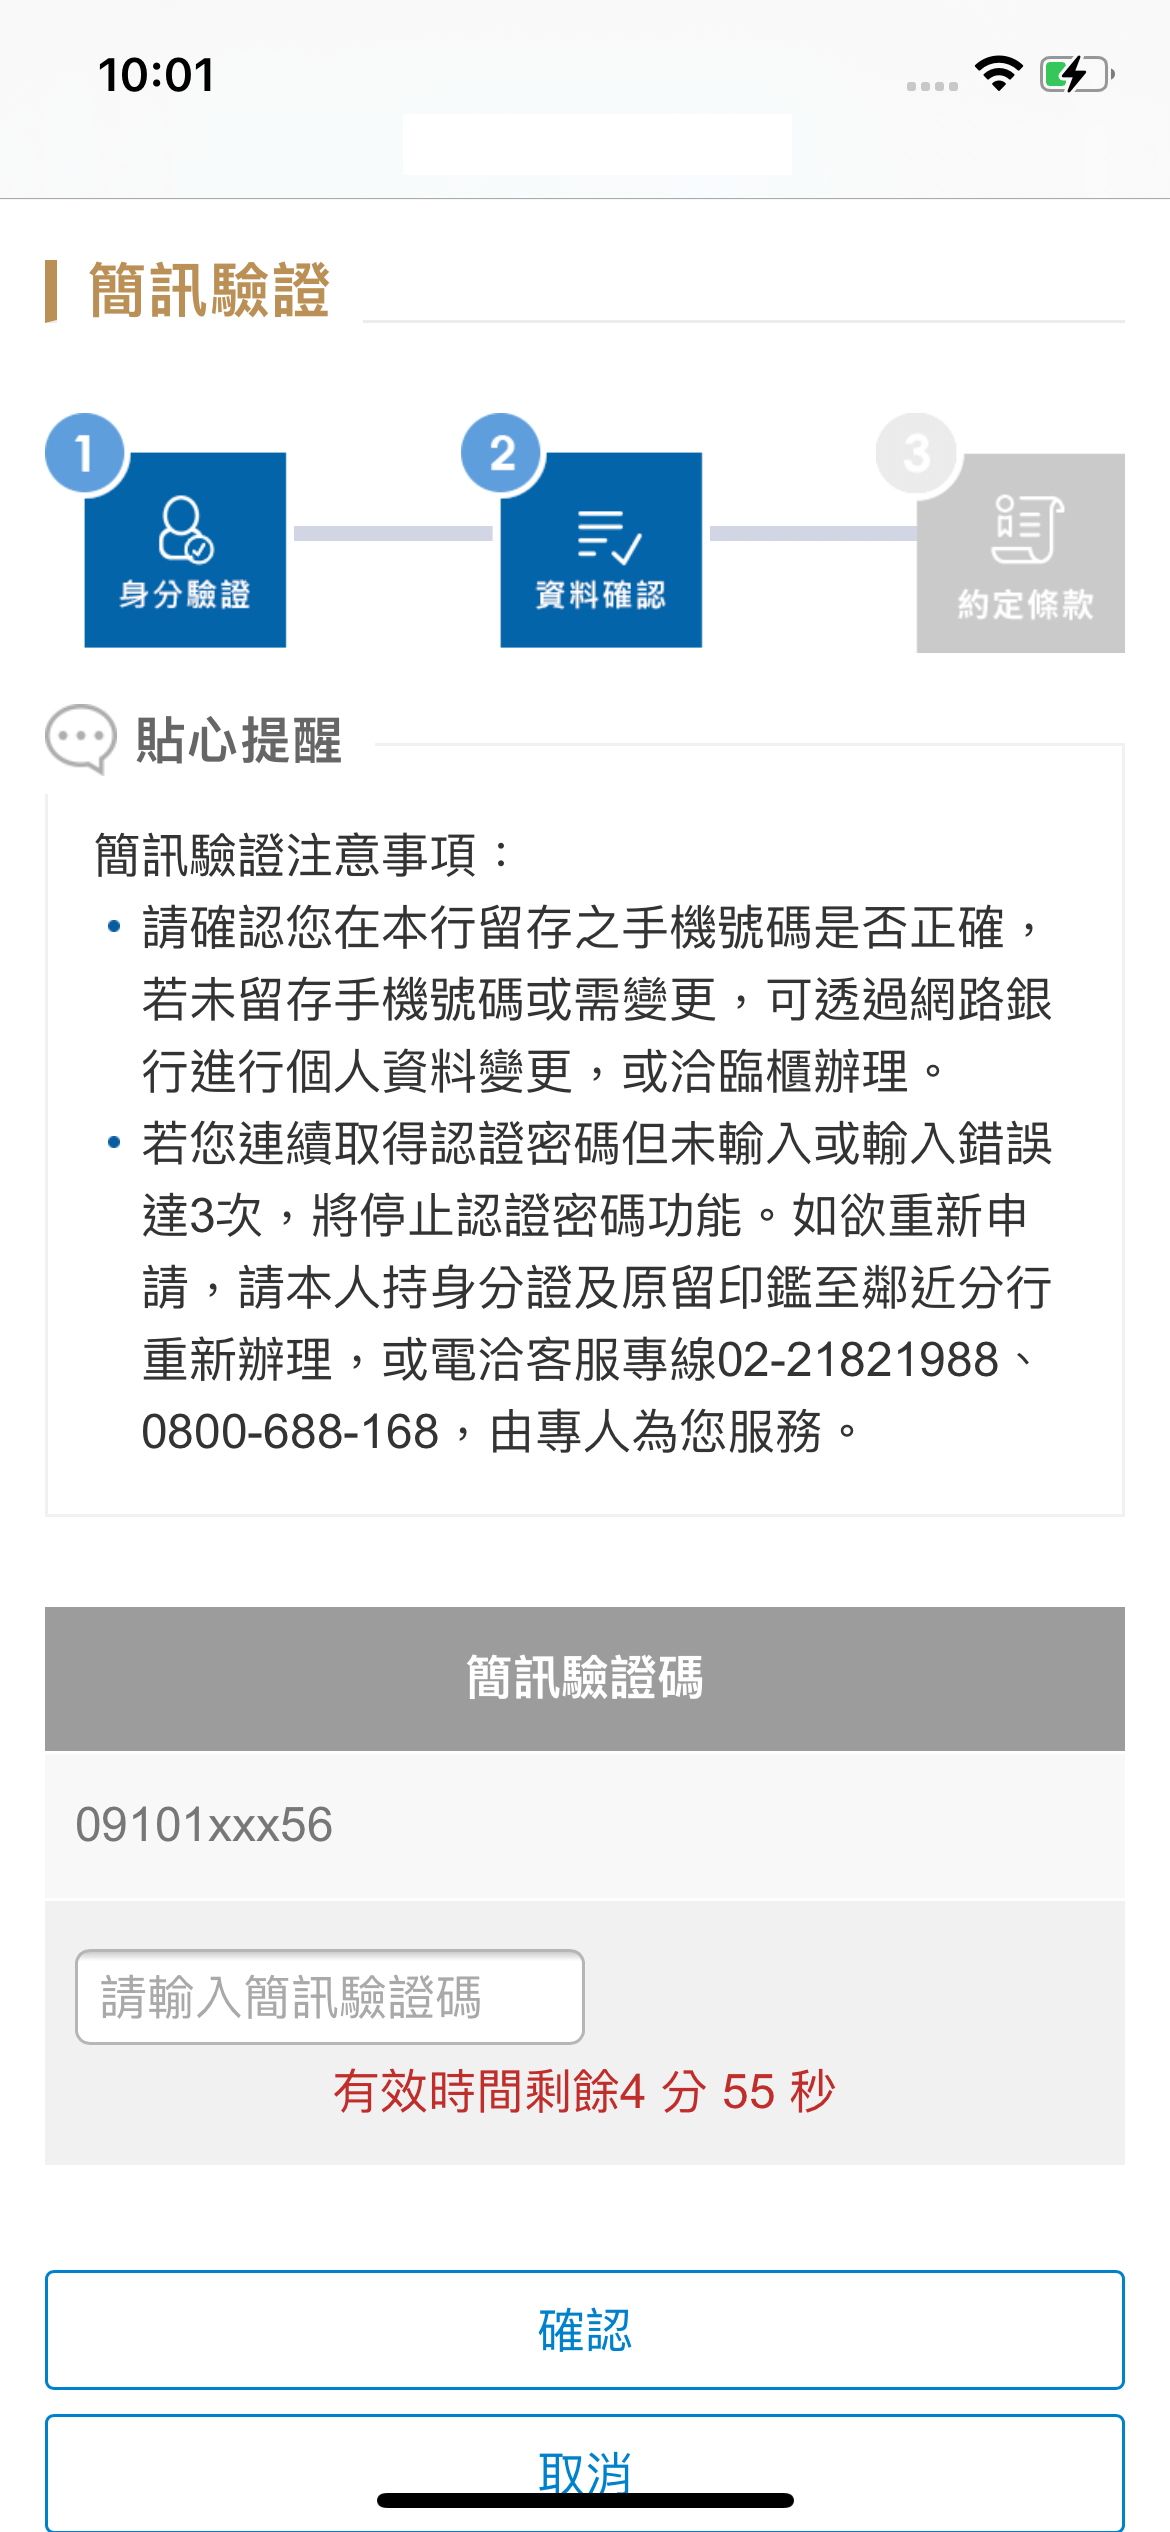 10:01
簡訊驗證
1
2
3
身分驗證
資料確認
約定條款
貼心提醒
簡訊驗證注意事項：
請確認您在本行留存之手機號碼是否正確，
若未留存手機號碼或需變更，可透過網路銀
行進行個人資料變更，或洽臨櫃辦理。
若您連續取得認證密碼但未輸入或輸入錯誤
達3次，將停止認證密碼功能。如欲重新申
請，請本人持身分證及原留印鑑至鄰近分行
重新辦理，或電洽客服專線02-21821988、
0800-688-168，由專人為您服務。
簡訊驗證碼
09101xxx56
請輸入簡訊驗證碼
有效時間剩餘4 分 55 秒
確認
取消